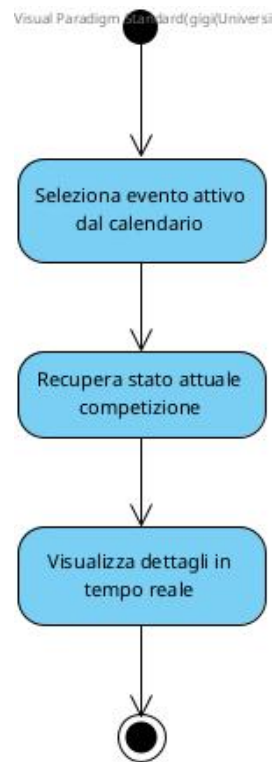 Visual Paradigm Standard(gigi(Universi
Seleziona evento attivo
dal calendario
Recupera stato attuale
competizione
Visualizza dettagli in
tempo reale